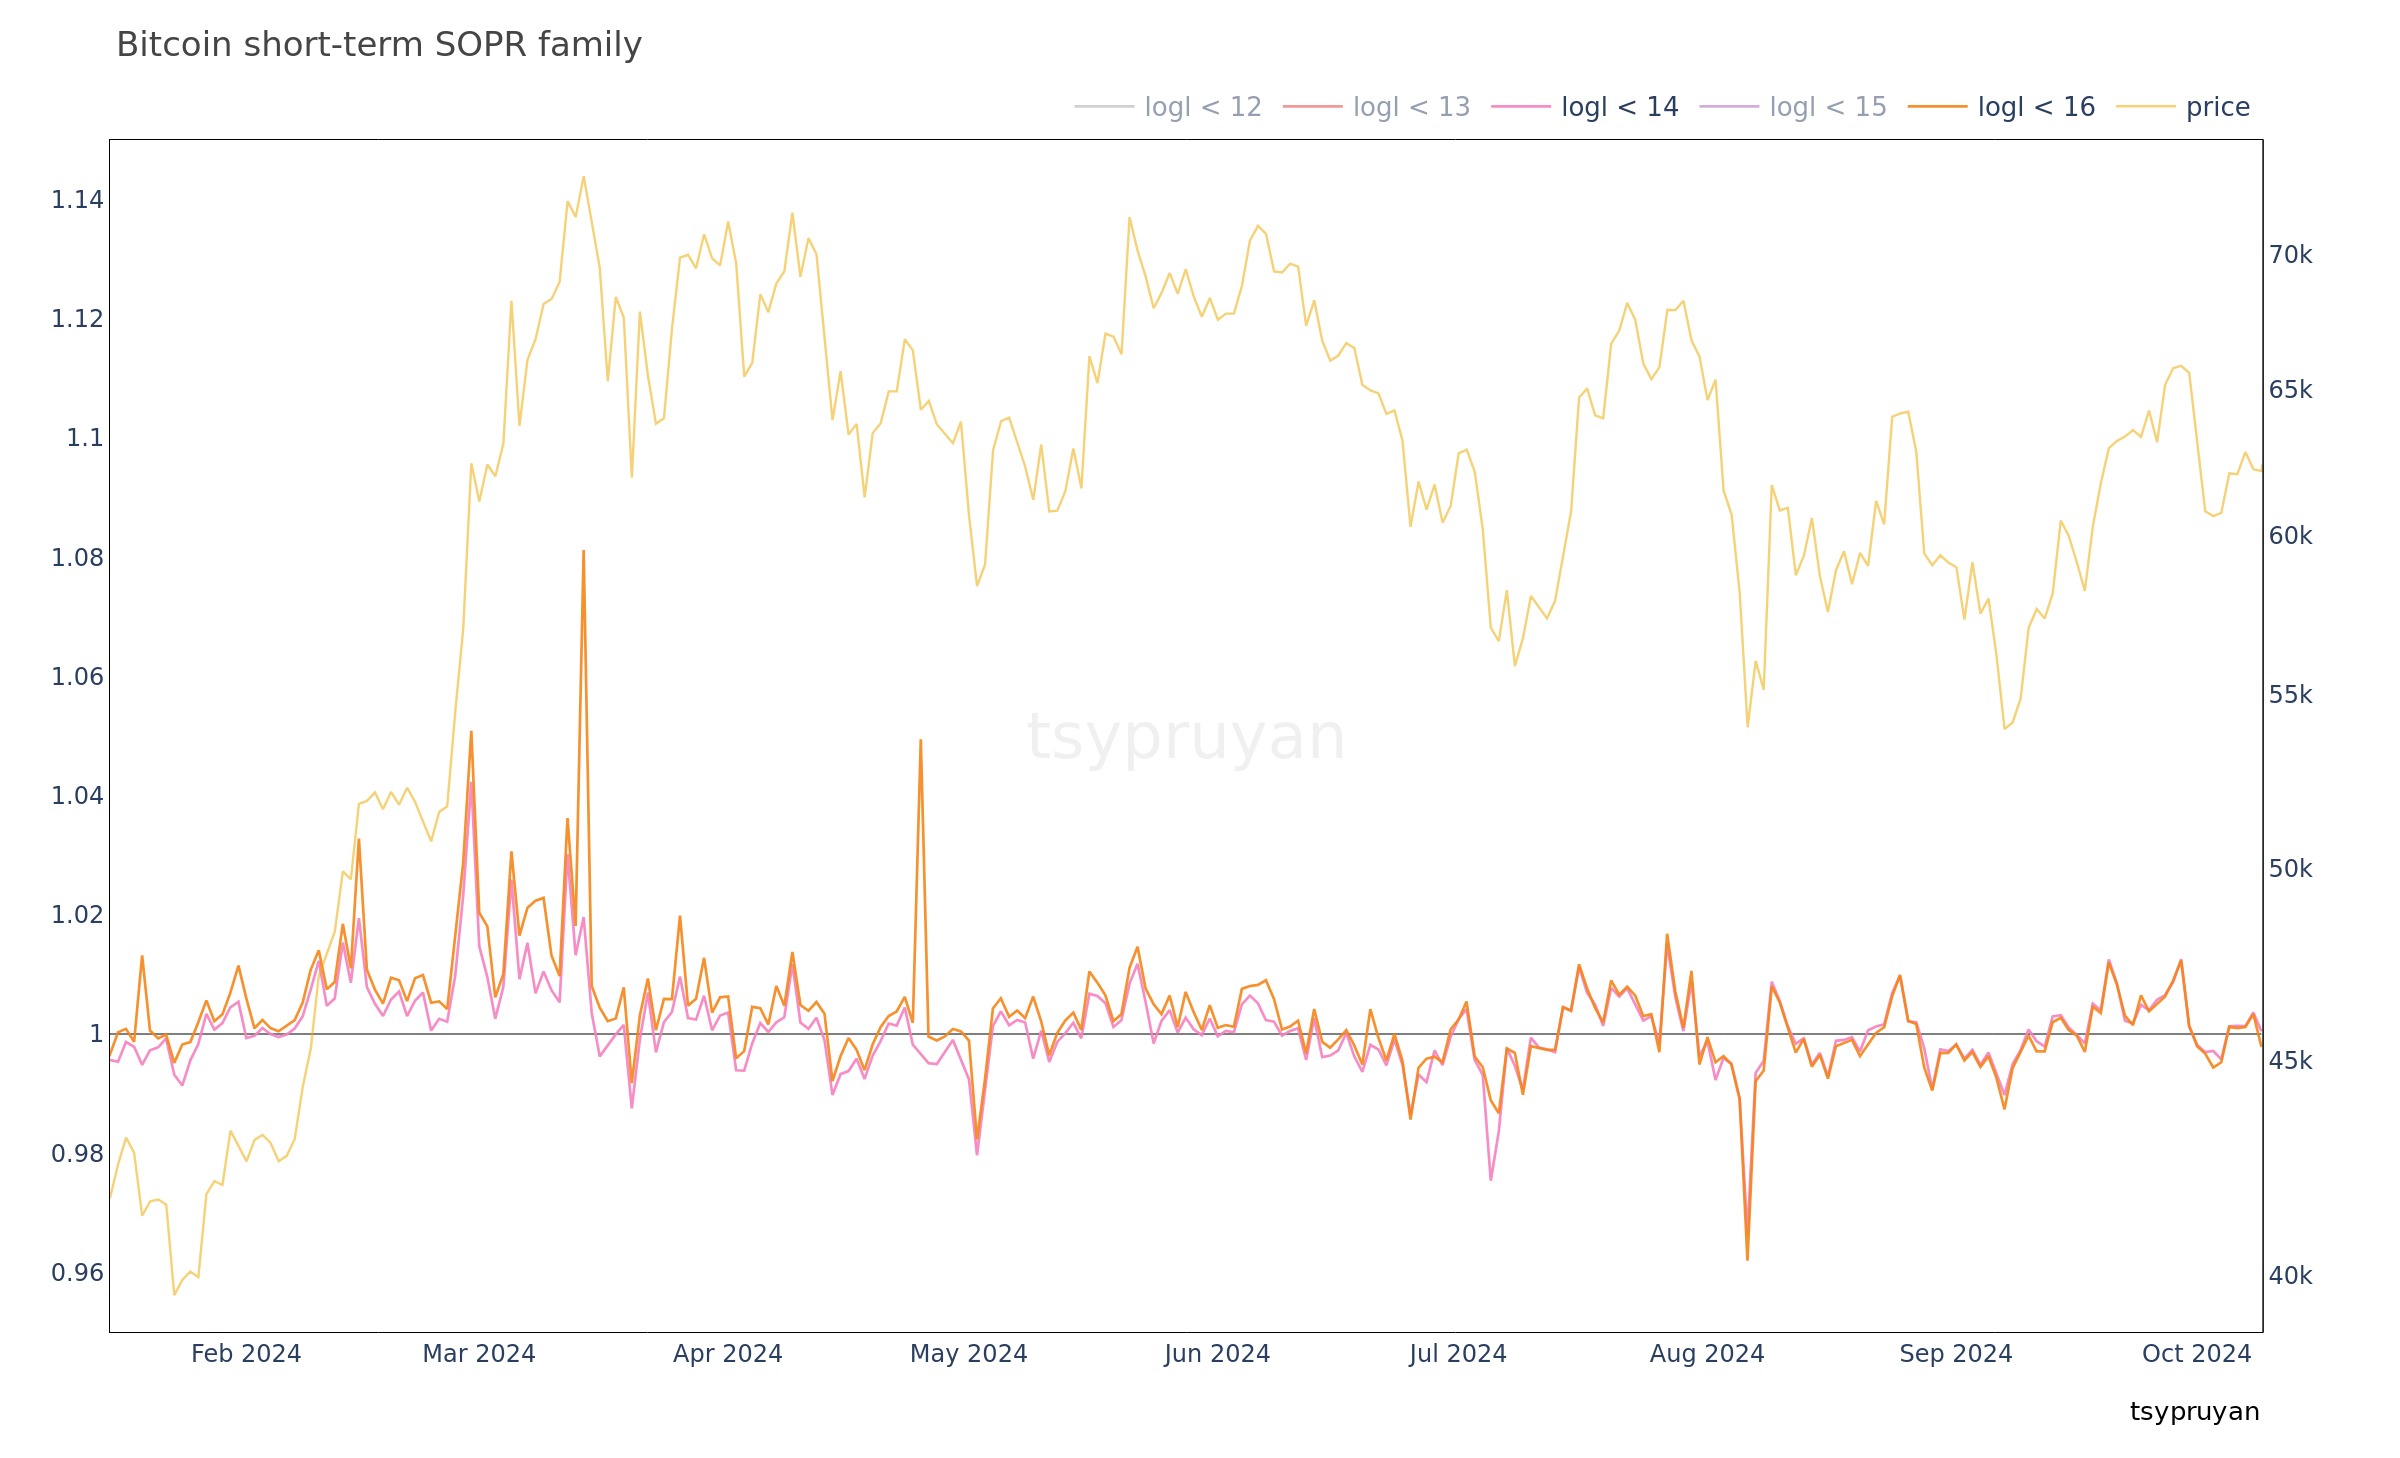 Bitcoin short-term SOPR family
logl < 12 logl < 13 logl < 14 logl < 15 logl < 16 price
1.14
1.12
1.1
1.08
1.06
1.04
1.02
1
0.98
0.96
70k
65k
60k
55k
50k
45k
40k
tsypruyan
Feb 2024 Mar 2024 Apr 2024 May 2024 Jun 2024 Jul 2024 Aug 2024 Sep 2024 Oct 2024
tsypruyan